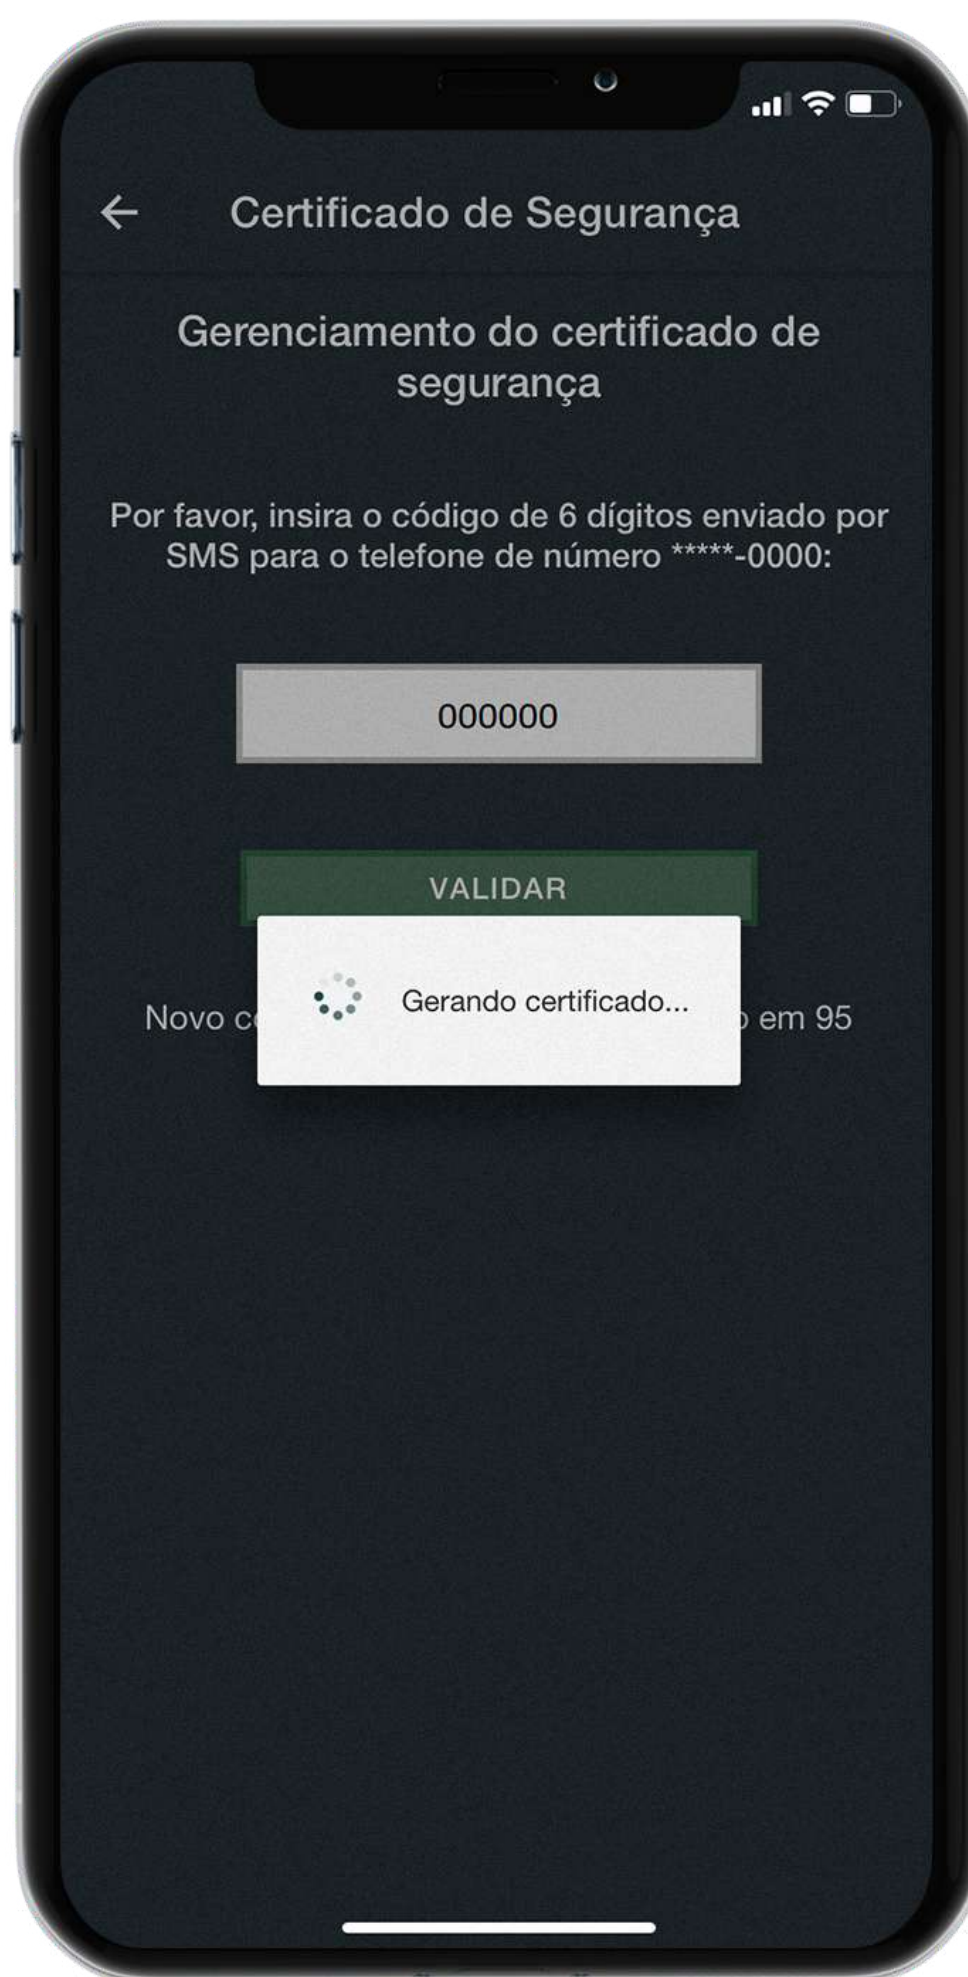 Certificado de Segurança
Gerenciamento do certificado de
segurança
Por favor, insira o código de 6 dígitos enviado por
SMS para o telefone de número *****-0000:
000000
VALIDAR
Gerando certificado...
Novo em 95